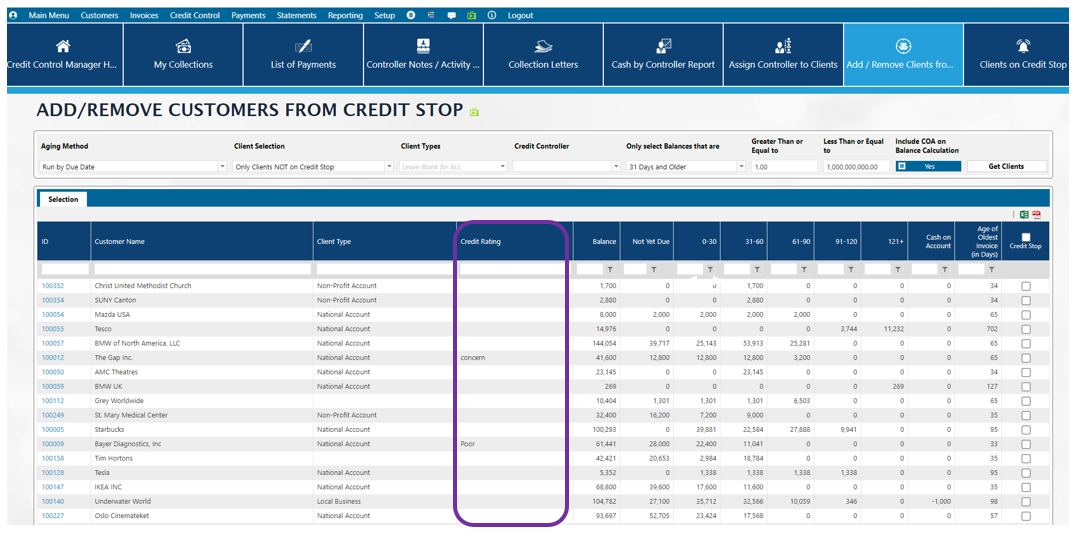 Main Menu Customers Invoices Credit Control Payments Statements Reporting Setup Logout
Credit Control Manager H... My Collections List of Payments Controller Notes / Activity ... Collection Letters Cash by Controller Report Assign Controller to Clients Add / Remove Clients fro... Clients on Credit Stop
ADD/REMOVE CUSTOMERS FROM CREDIT STOP
Aging Method Client Selection Client Types Credit Controller Only select Balances that are Greater Than or Equal to Less Than or Equal to Include COA on Balance Calculation
Run by Due Date Only Clients NOT on Credit Stop Leave Blank for ALL 31 Days and Older 1.00 1,000,000,000.00 Yes Get Clients
Selection
ID Customer Name Client Type Credit Rating Balance Not Yet Due 0-30 31-60 61-90 91-120 121+ Cash on Account Age of Oldest Invoice (in Days) Credit Stop
100352 Christ United Methodist Church Non-Profit Account 1,700 0 0 1,700 0 0 0 0 34
100354 SUNY Canton Non-Profit Account 2,880 0 0 2,880 0 0 0 0 34
100054 Mazda USA National Account 8,000 2,000 2,000 2,000 2,000 0 0 0 65
100055 Tesco National Account 14,976 0 0 0 0 3,744 11,232 0 702
100057 BMW of North America, LLC National Account 144,054 39,717 25,143 53,913 25,281 0 0 0 65
100012 The Gap Inc. National Account concern 41,600 12,800 12,800 12,800 3,200 0 0 0 65
100050 AMC Theatres National Account 23,145 0 0 23,145 0 0 0 0 34
100059 BMW UK National Account 269 0 0 0 0 0 269 0 127
100112 Grey Worldwide 10,404 1,301 1,301 1,301 6,503 0 0 0 65
100249 St. Mary Medical Center Non-Profit Account 32,400 16,200 7,200 9,000 0 0 0 0 35
100005 Starbucks National Account 100,293 0 39,881 22,584 27,888 9,941 0 0 95
100009 Bayer Diagnostics, Inc National Account Poor 61,441 28,000 22,400 11,041 0 0 0 0 33
100158 Tim Hortons 42,421 20,653 2,984 18,784 0 0 0 0 35
100128 Tesla National Account 5,352 0 1,338 1,338 1,338 1,338 0 0 95
100147 IKEA INC National Account 68,800 39,600 17,600 11,600 0 0 0 0 35
100140 Underwater World Local Business 104,782 27,100 35,712 32,566 10,059 346 0 -1,000 98
100227 Oslo Cinemateket National Account 93,697 52,705 23,424 17,568 0 0 0 0 57